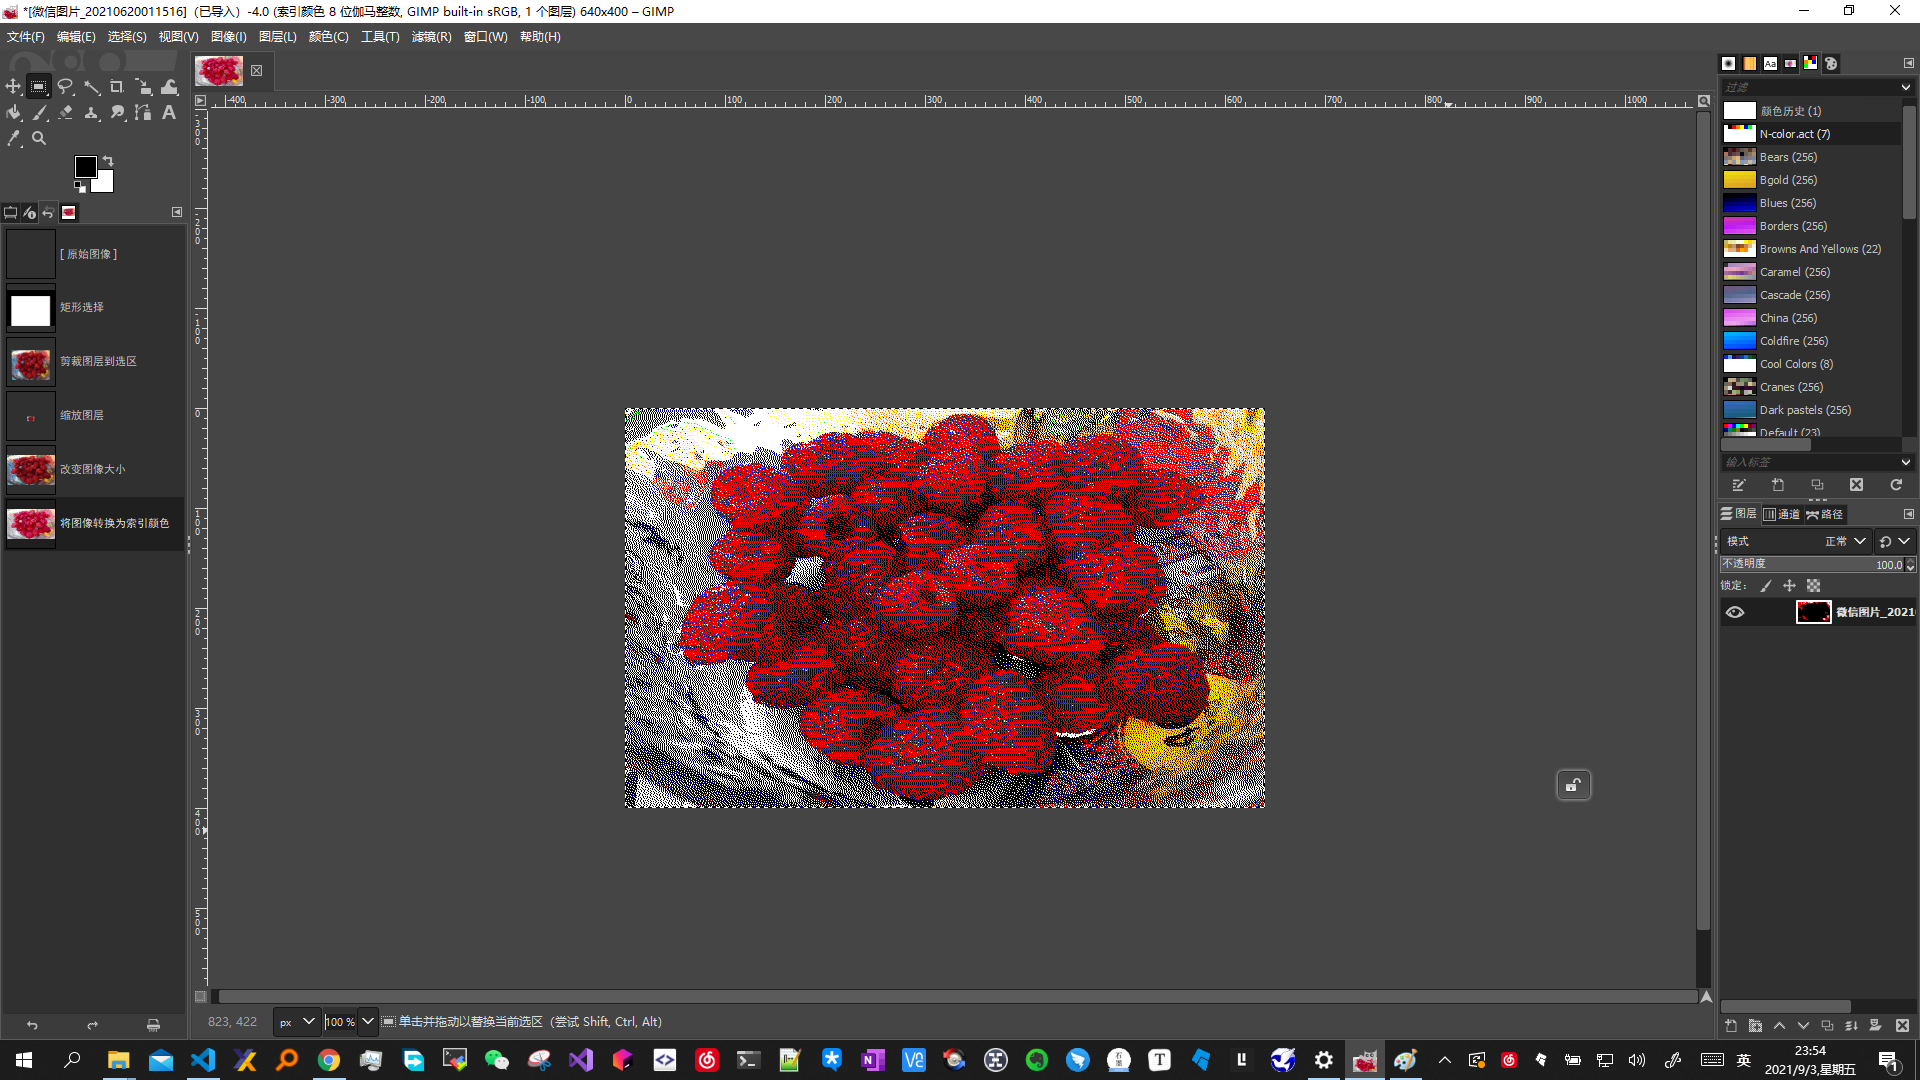 *[微信图片_20210620011516]（已导入）-4.0 (索引颜色 8 位伽马整数, GIMP built-in sRGB, 1 个图层) 640x400 – GIMP
文件(F) 编辑(E) 选择(S) 视图(V) 图像(I) 图层(L) 颜色(C) 工具(T) 滤镜(R) 窗口(W) 帮助(H)
-400 -300 -200 -100 0 100 200 300 400 500 600 700 800 900 1000
[ 原始图像 ]
矩形选择
剪裁图层到选区
缩放图层
改变图像大小
将图像转换为索引颜色
过滤
颜色历史 (1)
N-color.act (7)
Bears (256)
Bgold (256)
Blues (256)
Borders (256)
Browns And Yellows (22)
Caramel (256)
Cascade (256)
China (256)
Coldfire (256)
Cool Colors (8)
Cranes (256)
Dark pastels (256)
Default (23)
输入标签
图层 通道 路径
模式 正常
不透明度 100.0
锁定:
微信图片_2021
823, 422 px 100 % 单击并拖动以替换当前选区（尝试 Shift, Ctrl, Alt)
英
23:54
2021/9/3,星期五
1